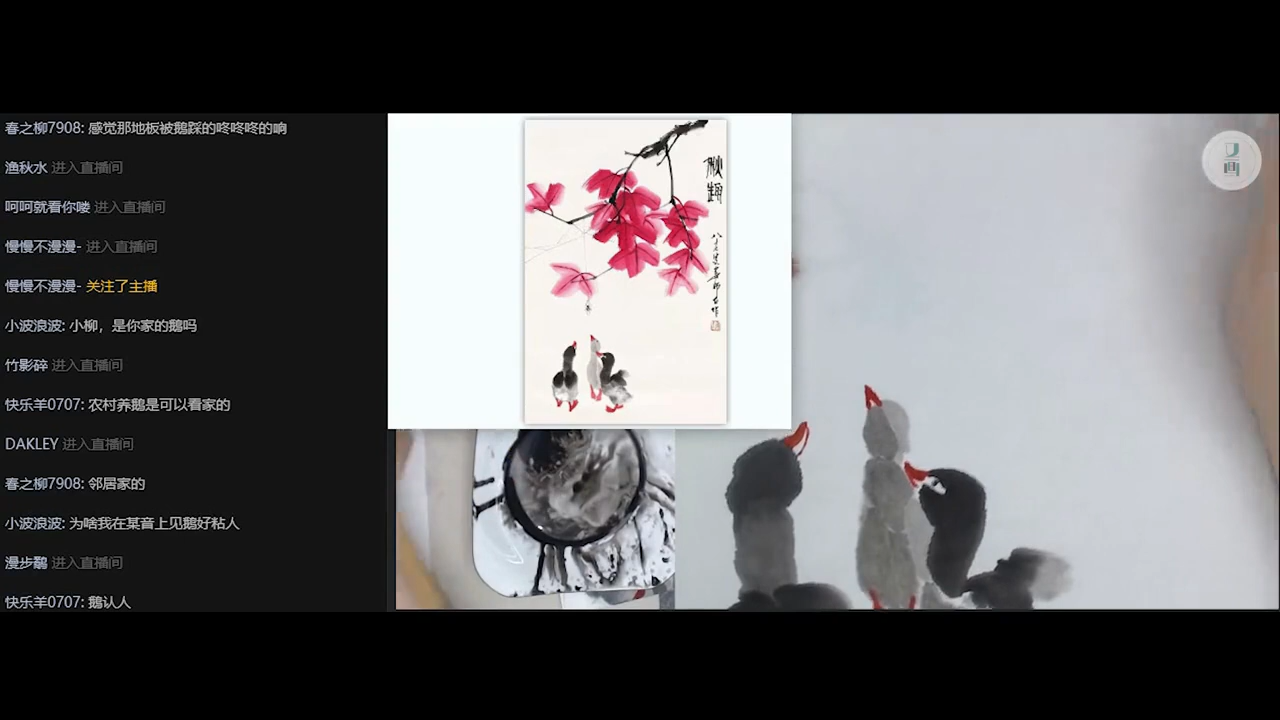 春之柳7908: 感觉那地板被鹅踩的咚咚咚的响
渔秋水 进入直播间
呵呵就看你喽 进入直播间
慢慢不漫漫- 进入直播间
慢慢不漫漫- 关注了主播
小波浪波: 小柳，是你家的鹅吗
竹影碎 进入直播间
快乐羊0707: 农村养鹅是可以看家的
DAKLEY 进入直播间
春之柳7908: 邻居家的
小波浪波: 为啥我在某音上见鹅好粘人
漫步鹬 进入直播间
快乐羊0707: 鹅认人
秋趣